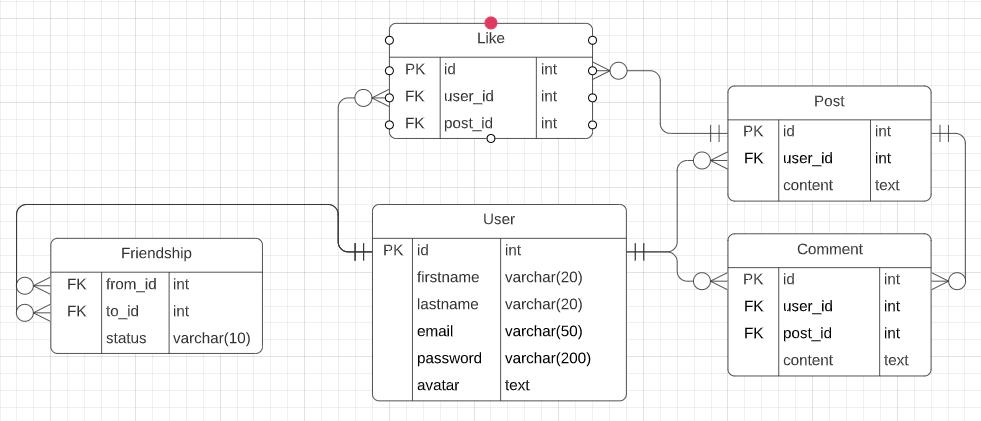 Like
PK id int
FK user_id int
FK post_id int
Post
PK id int
FK user_id int
content text
User
PK id int
firstname varchar(20)
lastname varchar(20)
email varchar(50)
password varchar(200)
avatar text
Friendship
FK from_id int
FK to_id int
status varchar(10)
Comment
PK id int
FK user_id int
FK post_id int
content text